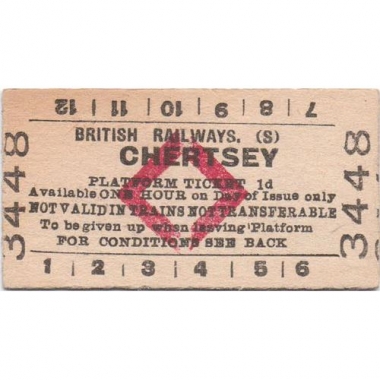 12 | 11 | 10 | 9 | 8 | 7
BRITISH RAILWAYS. (S)
CHERTSEY
PLATFORM TICKET 1d
Available ONE HOUR on Day of Issue only
NOT VALID IN TRAINS NOT TRANSFERABLE
To be given up when leaving Platform
FOR CONDITIONS SEE BACK
1 | 2 | 3 | 4 | 5 | 6
3448
3448